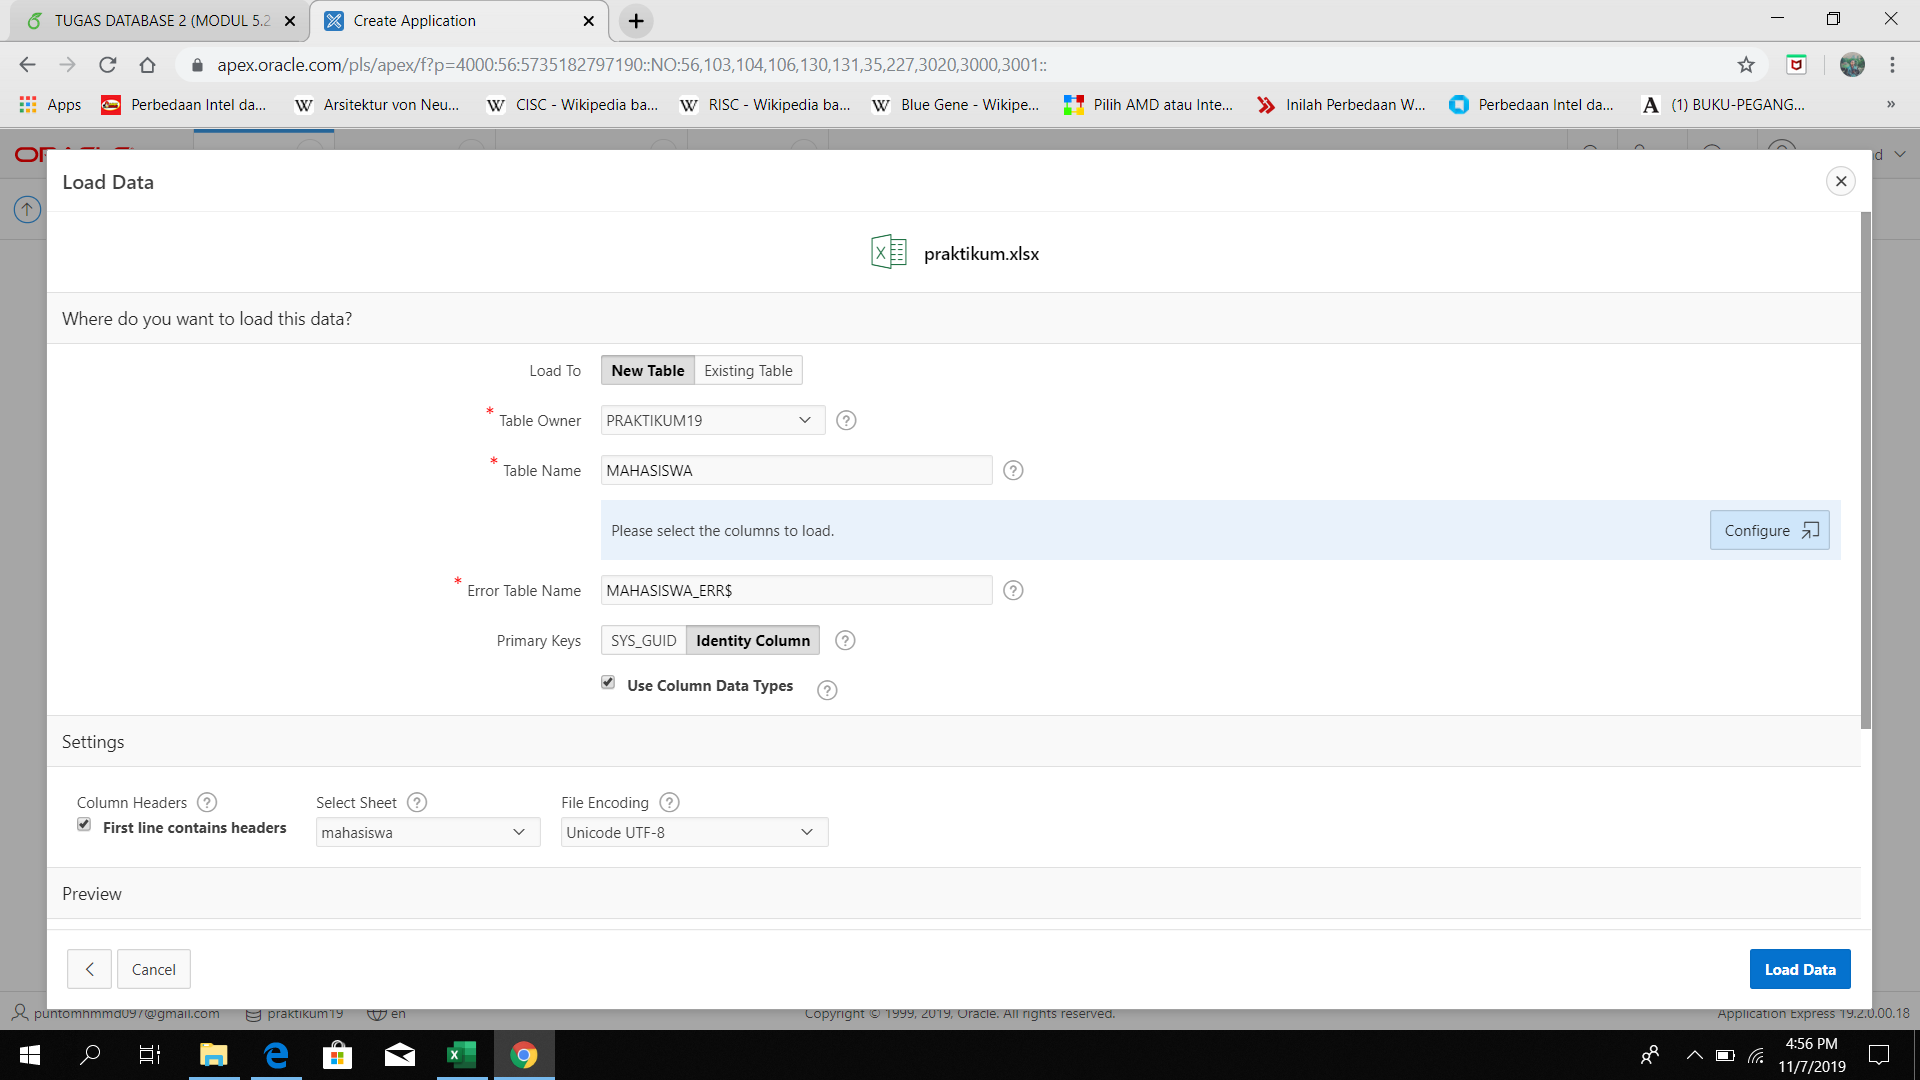 TUGAS DATABASE 2 (MODUL 5.2
Create Application
apex.oracle.com/pls/apex/f?p=4000:56:5735182797190::NO:56,103,104,106,130,131,35,227,3020,3000,3001::
Apps
Perbedaan Intel da...
Arsitektur von Neu...
CISC - Wikipedia ba...
RISC - Wikipedia ba...
Blue Gene - Wikipe...
Pilih AMD atau Inte...
Inilah Perbedaan W...
Perbedaan Intel da...
(1) BUKU-PEGANG...
Load Data
praktikum.xlsx
Where do you want to load this data?
Load To
New Table Existing Table
* Table Owner
PRAKTIKUM19
* Table Name
MAHASISWA
Please select the columns to load.
Configure
* Error Table Name
MAHASISWA_ERR$
Primary Keys
SYS_GUID Identity Column
Use Column Data Types
Settings
Column Headers
First line contains headers
Select Sheet
mahasiswa
File Encoding
Unicode UTF-8
Preview
Cancel
Load Data
puntomhmmd097@gmail.com
praktikum19
en
Copyright © 1999, 2019, Oracle. All rights reserved.
Application Express 19.2.0.00.18
4:56 PM
11/7/2019